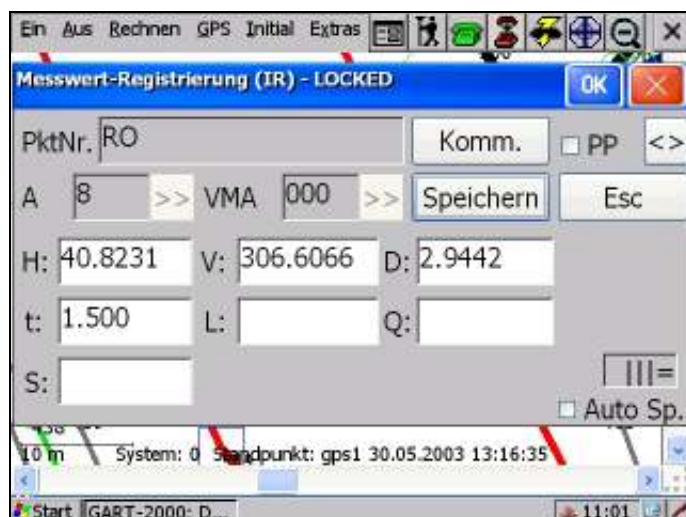 Ein Aus Rechnen GPS Initial Extras
Messwert-Registrierung (IR) - LOCKED OK
PktNr. RO Komm. PP <>
A 8 >> VMA 000 >> Speichern Esc
H: 40.8231 V: 306.6066 D: 2.9442
t: 1.500 L: Q:
S:
Auto Sp.
10 m System: 0 Standpunkt: gps1 30.05.2003 13:16:35
Start GART-2000: D... 11:01